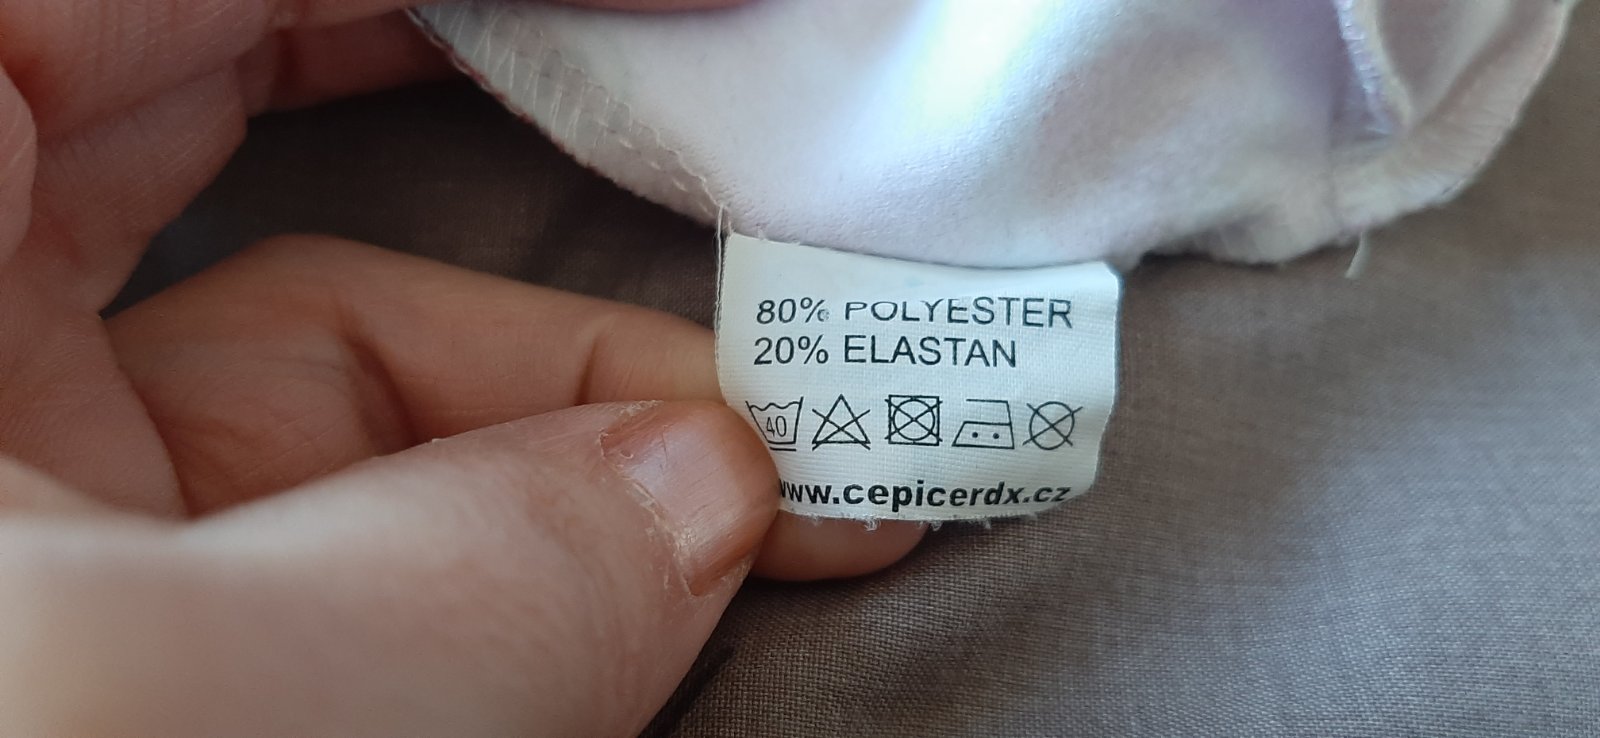 80% POLYESTER
20% ELASTAN
40
www.cepicerdx.cz